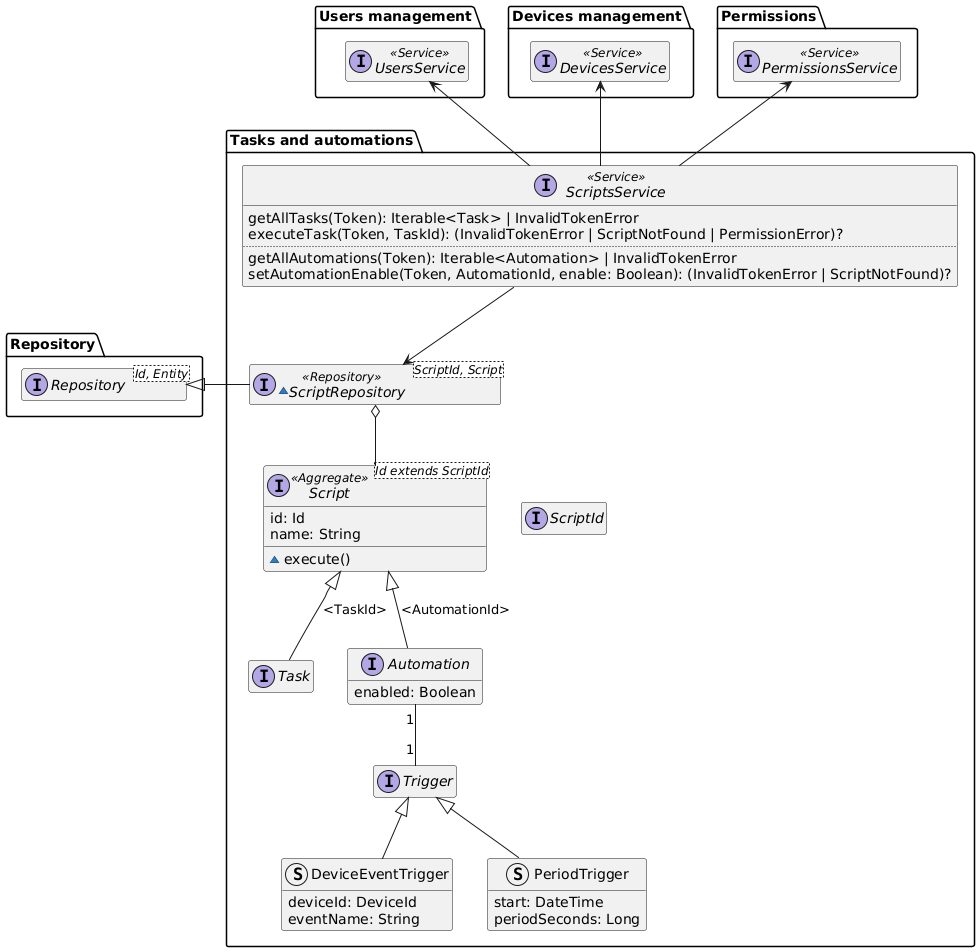 Users management
Devices management
Permissions
I «Service» UsersService
I «Service» DevicesService
I «Service» PermissionsService
Tasks and automations
I «Service» ScriptsService
getAllTasks(Token): Iterable<Task> | InvalidTokenError
executeTask(Token, TaskId): (InvalidTokenError | ScriptNotFound | PermissionError)?
getAllAutomations(Token): Iterable<Automation> | InvalidTokenError
setAutomationEnable(Token, AutomationId, enable: Boolean): (InvalidTokenError | ScriptNotFound)?
Repository
I Repository
Id, Entity
I «Repository» ScriptRepository
ScriptId, Script
I «Aggregate» Script
Id extends ScriptId
id: Id
name: String
execute()
I ScriptId
<TaskId>
<AutomationId>
I Task
I Automation
enabled: Boolean
1
1
I Trigger
S DeviceEventTrigger
deviceId: DeviceId
eventName: String
S PeriodTrigger
start: DateTime
periodSeconds: Long